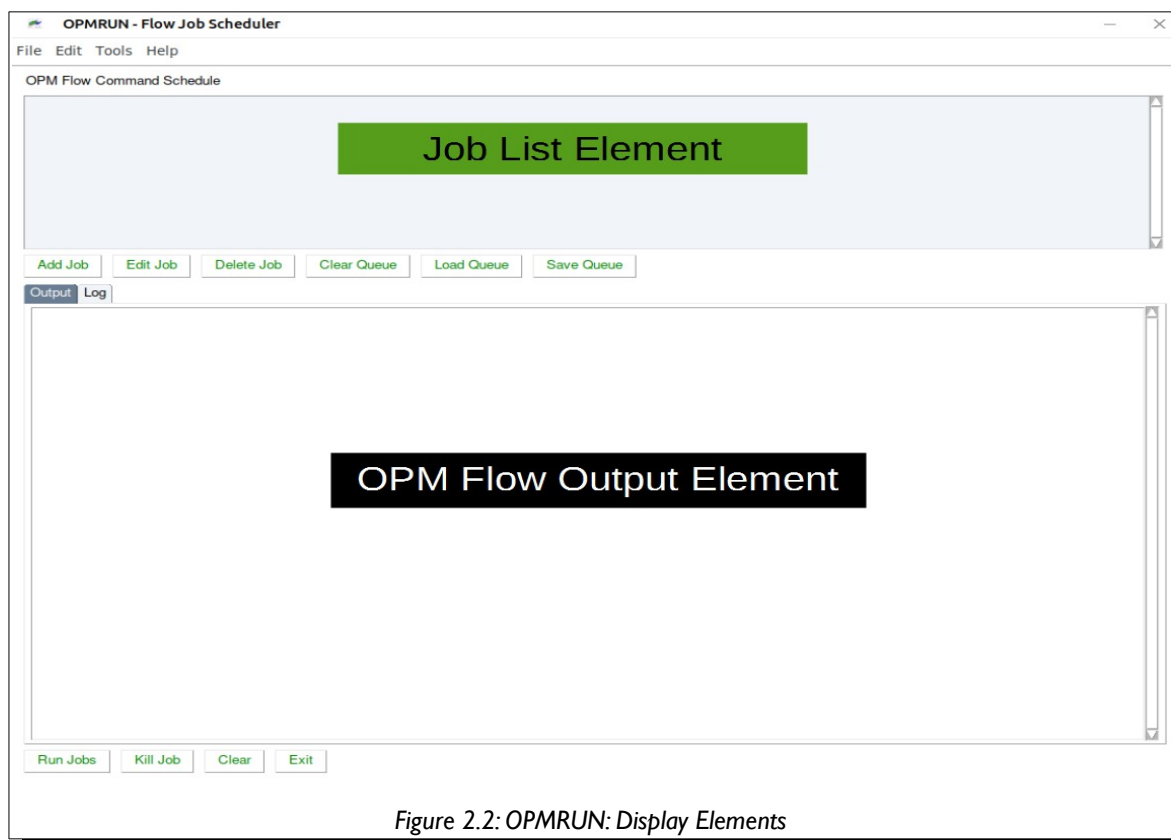 OPMRUN - Flow Job Scheduler
File Edit Tools Help
OPM Flow Command Schedule
Job List Element
Add Job Edit Job Delete Job Clear Queue Load Queue Save Queue
Output Log
OPM Flow Output Element
Run Jobs Kill Job Clear Exit
Figure 2.2: OPMRUN: Display Elements